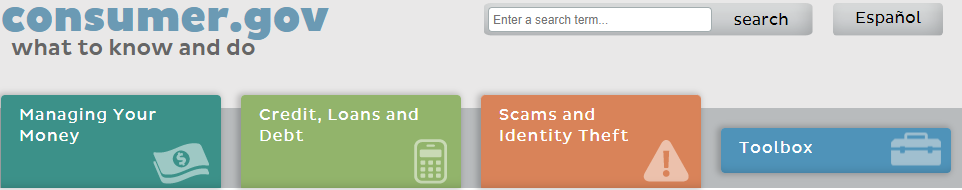 consumer.gov
what to know and do
Enter a search term...
search
Español
Managing Your
Money
$
Credit, Loans and
Debt
Scams and
Identity Theft
!
Toolbox